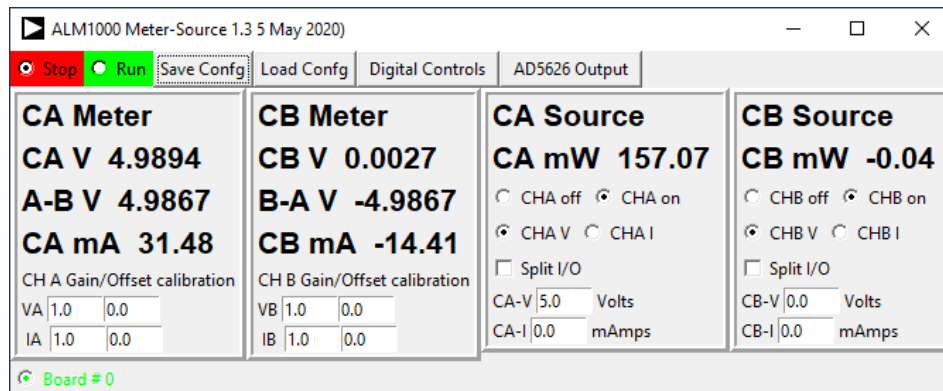 ALM1000 Meter-Source 1.3 5 May 2020)
Stop Run Save Confg Load Confg Digital Controls AD5626 Output
CA Meter
CA V 4.9894
A-B V 4.9867
CA mA 31.48
CH A Gain/Offset calibration
VA 1.0 0.0
IA 1.0 0.0
CB Meter
CB V 0.0027
B-A V -4.9867
CB mA -14.41
CH B Gain/Offset calibration
VB 1.0 0.0
IB 1.0 0.0
CA Source
CA mW 157.07
CHA off CHA on
CHA V CHA I
Split I/O
CA-V 5.0 Volts
CA-I 0.0 mAmps
CB Source
CB mW -0.04
CHB off CHB on
CHB V CHB I
Split I/O
CB-V 0.0 Volts
CB-I 0.0 mAmps
Board # 0